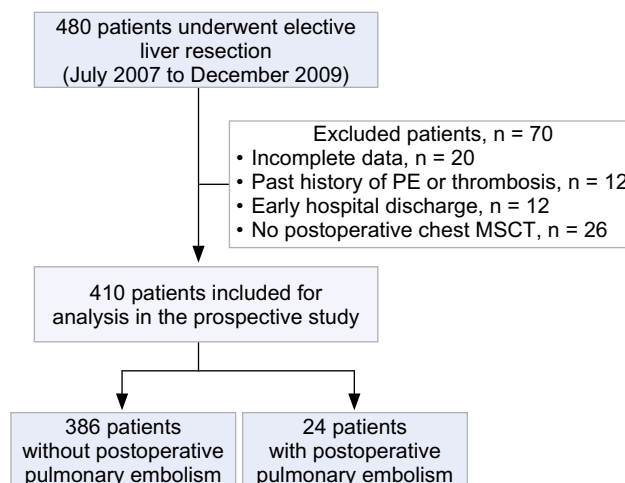 480 patients underwent elective
liver resection
(July 2007 to December 2009)
Excluded patients, n = 70
• Incomplete data, n = 20
• Past history of PE or thrombosis, n = 12
• Early hospital discharge, n = 12
• No postoperative chest MSCT, n = 26
410 patients included for
analysis in the prospective study
386 patients
without postoperative
pulmonary embolism
24 patients
with postoperative
pulmonary embolism